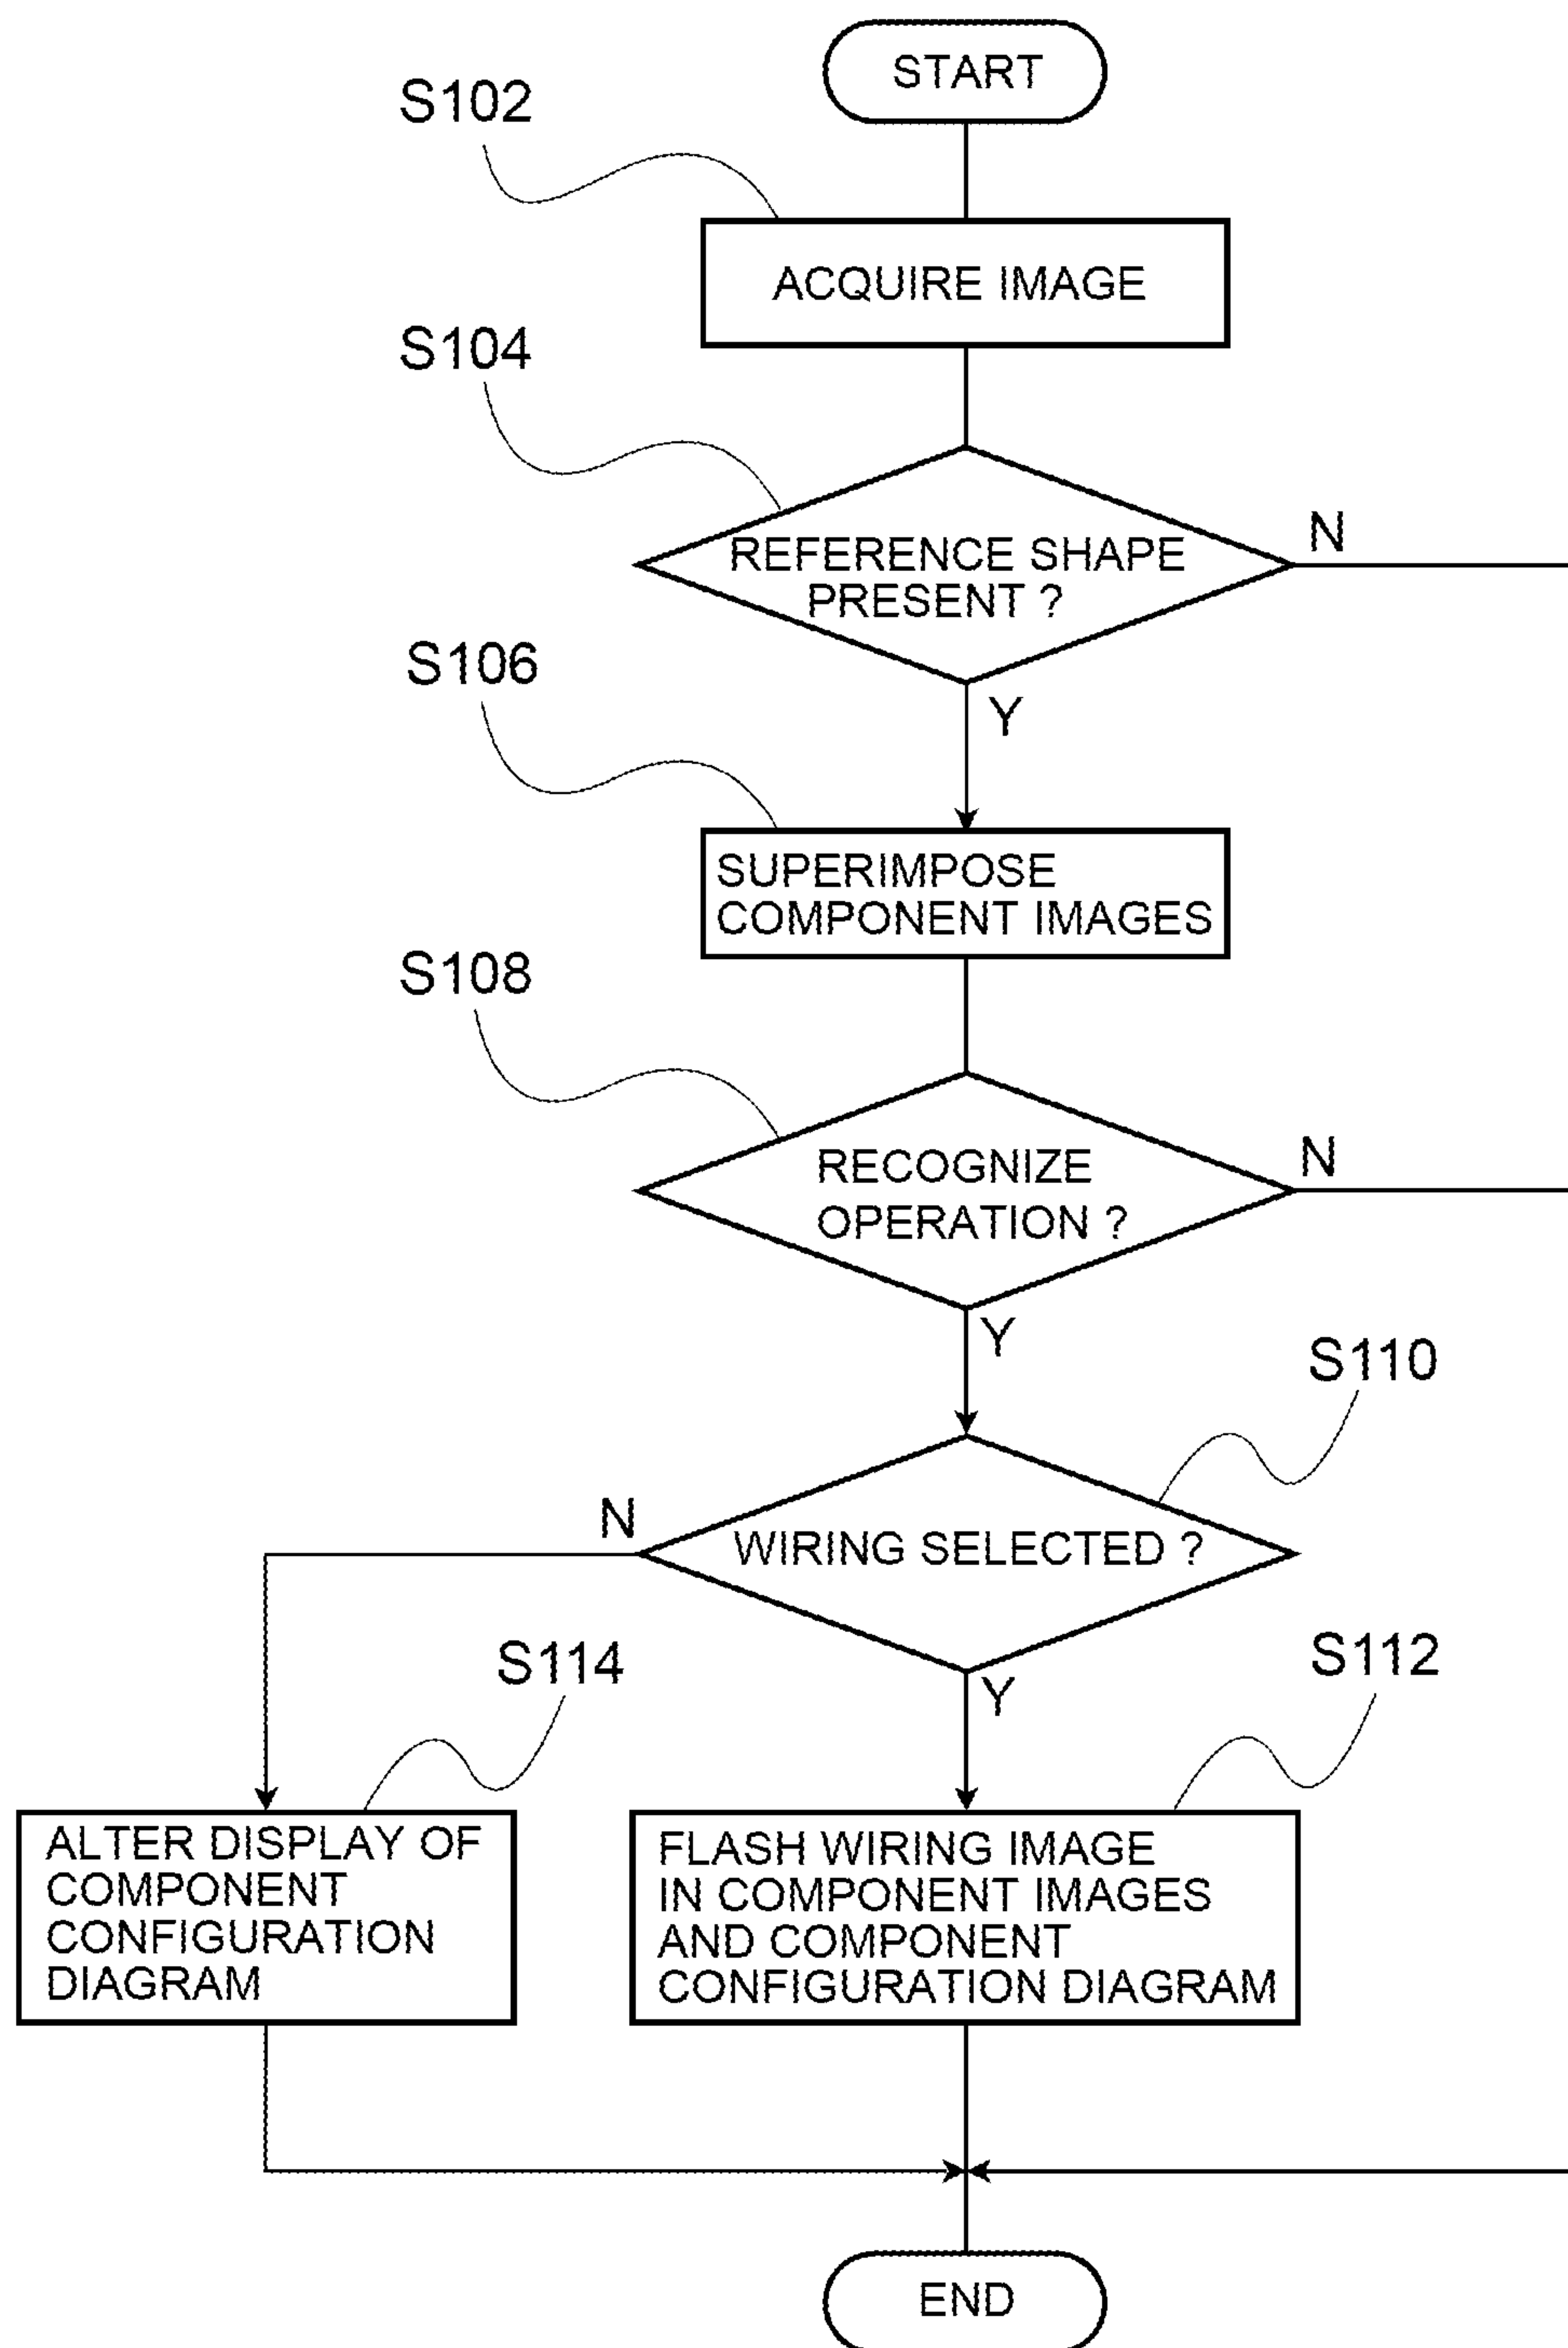 START
S102
ACQUIRE IMAGE
S104
REFERENCE SHAPE
PRESENT ?
N
Y
S106
SUPERIMPOSE
COMPONENT IMAGES
S108
RECOGNIZE
OPERATION ?
N
Y
S110
WIRING SELECTED ?
N
Y
S114
S112
ALTER DISPLAY OF
COMPONENT
CONFIGURATION
DIAGRAM
FLASH WIRING IMAGE
IN COMPONENT IMAGES
AND COMPONENT
CONFIGURATION DIAGRAM
END